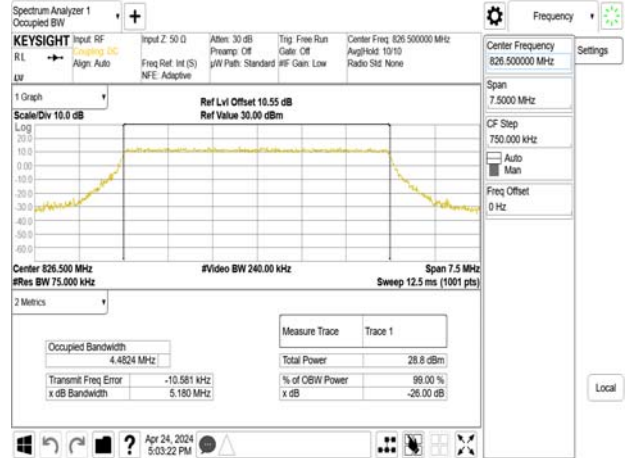 Spectrum Analyzer 1
Occupied BW
+
Frequency
KEYSIGHT Input: RF Input Z: 50 Ω Atten: 30 dB Trig: Free Run Center Freq: 826.500000 MHz
RL Coupling: DC Preamp: Off Gate: Off Avg|Hold: 10/10
Align: Auto Freq Ref: Int (S) µW Path: Standard #IF Gain: Low Radio Std: None
NFE: Adaptive
Center Frequency
826.500000 MHz
Settings
Span
7.5000 MHz
CF Step
750.000 kHz
Auto
Man
Freq Offset
0 Hz
Local
1 Graph
Ref Lvl Offset 10.55 dB
Scale/Div 10.0 dB Ref Value 30.00 dBm
Log
20.0
10.0
0.00
-10.0
-20.0
-30.0
-40.0
-50.0
-60.0
Center 826.500 MHz #Video BW 240.00 kHz Span 7.5 MHz
#Res BW 75.000 kHz Sweep 12.5 ms (1001 pts)
2 Metrics
Measure Trace Trace 1
Occupied Bandwidth
4.4824 MHz Total Power 28.8 dBm
Transmit Freq Error -10.581 kHz % of OBW Power 99.00 %
x dB Bandwidth 5.180 MHz x dB -26.00 dB
? Apr 24, 2024
5:03:22 PM